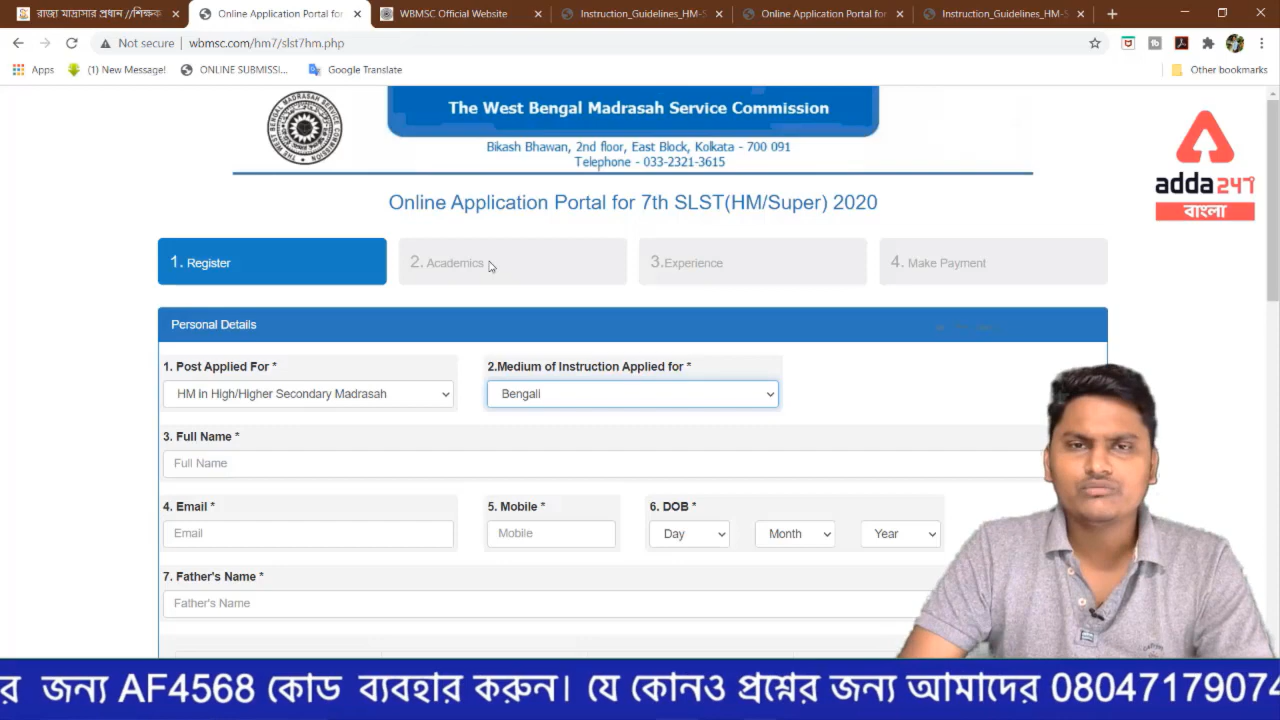 রাজ্য মাদ্রাসার প্রধান //শিক্ষক
Online Application Portal for
WBMSC Official Website
Instruction_Guidelines_HM-S
Online Application Portal for
Instruction_Guidelines_HM-S
Not secure
wbmsc.com/hm7/slst7hm.php
Apps
(1) New Message!
ONLINE SUBMISSI...
Google Translate
Other bookmarks
The West Bengal Madrasah Service Commission
Bikash Bhawan, 2nd floor, East Block, Kolkata - 700 091
Telephone - 033-2321-3615
adda247
বাংলা
Online Application Portal for 7th SLST(HM/Super) 2020
1. Register
2. Academics
3.Experience
4. Make Payment
Personal Details
1. Post Applied For *
2.Medium of Instruction Applied for *
HM in High/Higher Secondary Madrasah
Bengali
3. Full Name *
Full Name
4. Email *
5. Mobile *
6. DOB *
Email
Mobile
Day
Month
Year
7. Father's Name *
Father's Name
র জন্য AF4568 কোড ব্যবহার করুন। যে কোনও প্রশ্নের জন্য আমাদের 08047179074